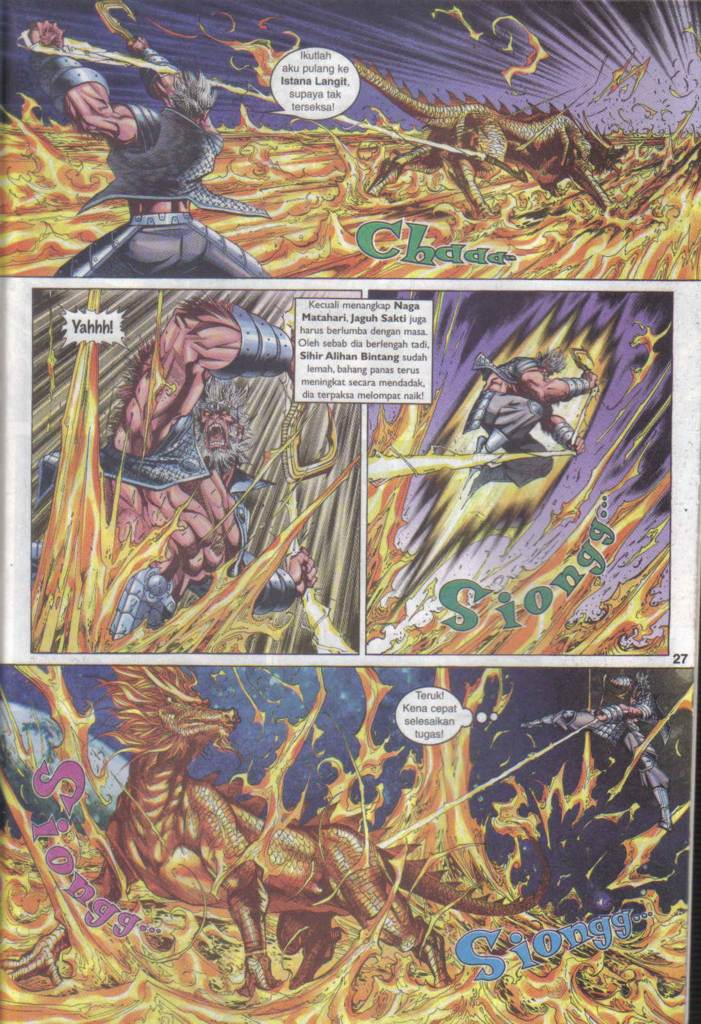 Ikutlah
aku pulang ke
Istana Langit,
supaya tak
terseksa!
Chaaa-
Yahhh!
Kecuali menangkap Naga
Matahari, Jaguh Sakti juga
harus berlumba dengan masa.
Oleh sebab dia berlengah tadi,
Sihir Alihan Bintang sudah
lemah, bahang panas terus
meningkat secara mendadak,
dia terpaksa melompat naik!
Siongg...
27
Teruk!
Kena cepat
selesaikan
tugas!
Siongg...
Siongg...